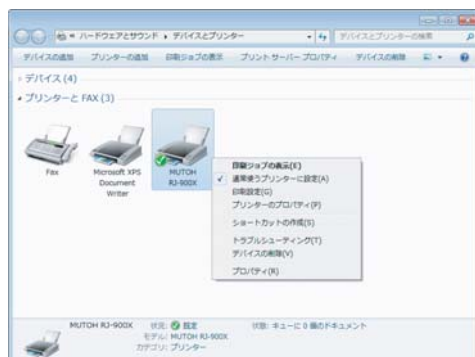 ハードウェアとサウンド ▸ デバイスとプリンター
デバイスとプリンターの検索
デバイスの追加 プリンターの追加 印刷ジョブの表示 プリント サーバー プロパティ デバイスの削除
デバイス (4)
プリンターと FAX (3)
Fax
Microsoft XPS
Document
Writer
MUTOH
RJ-900X
印刷ジョブの表示(E)
通常使うプリンターに設定(A)
印刷設定(G)
プリンターのプロパティ(P)
ショートカットの作成(S)
トラブルシューティング(T)
デバイスの削除(V)
プロパティ(R)
MUTOH RJ-900X 状況: 既定 状態: キューに 0 個のドキュメント
モデル: MUTOH RJ-900X
カテゴリ: プリンター